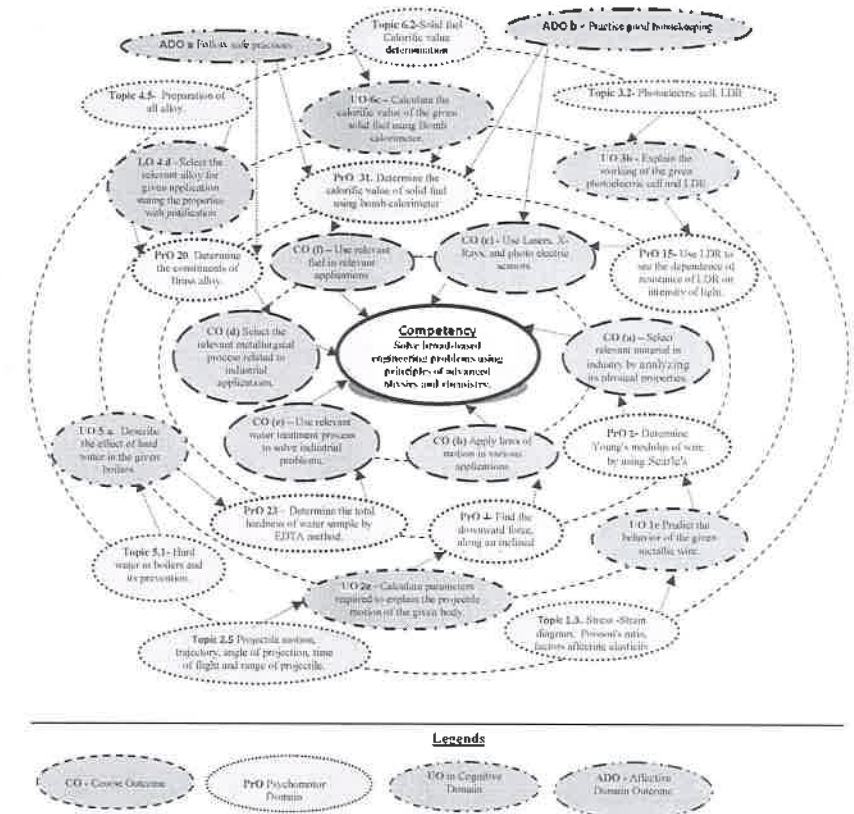 Topic 6.2-Solid fuel
Calorific value
determination
ADO a Follow safe practices
ADO b - Practice good housekeeping
Topic 4.5- Preparation of
all alloy.
UO 6c - Calculate the
calorific value of the given
solid fuel using Bomb
calorimeter.
Topic 3.2- Photoelectric cell, LDR
LO 4.d -Select the
relevant alloy for
given application
stating the properties
with justification
PrO 31. Determine the
calorific value of solid fuel
using bomb calorimeter
UO 3b - Explain the
working of the given
photoelectric cell and LDR
PrO 20. Determine
the constituents of
Brass alloy.
CO (f) – Use relevant
fuel in relevant
applications
CO (c) - Use Lasers, X-
Rays, and photo electric
sensors.
PrO 15- Use LDR to
see the dependence of
resistance of LDR on
intensity of light.
CO (d) Select the
relevant metallurgical
process related to
industrial
applications.
Competency
Solve broad-based
engineering problems using
principles of advanced
physics and chemistry.
CO (a) – Select
relevant material in
industry by analyzing
its physical properties.
UO 5 a- Describe
the effect of hard
water in the given
boilers
CO (e) – Use relevant
water treatment process
to solve industrial
problems.
CO (b) Apply laws of
motion in various
applications
PrO 2- Determine
Young's modulus of wire
by using Searle's
PrO 23 – Determine the total
hardness of water sample by
EDTA method.
PrO 4- Find the
downward force,
along an inclined
UO 1c Predict the
behavior of the given
metallic wire.
Topic 5.1- Hard
water in boilers and
its prevention.
UO 2a - Calculate parameters
required to explain the projectile
motion of the given body.
Topic 2.5 Projectile motion,
trajectory, angle of projection, time
of flight and range of projectile.
Topic 1.3. Stress -Strain
diagram, Poisson's ratio,
factors affecting elasticity
Legends
CO - Course Outcome
PrO Psychomotor
Domain
UO in Cognitive
Domain
ADO - Affective
Domain Outcome